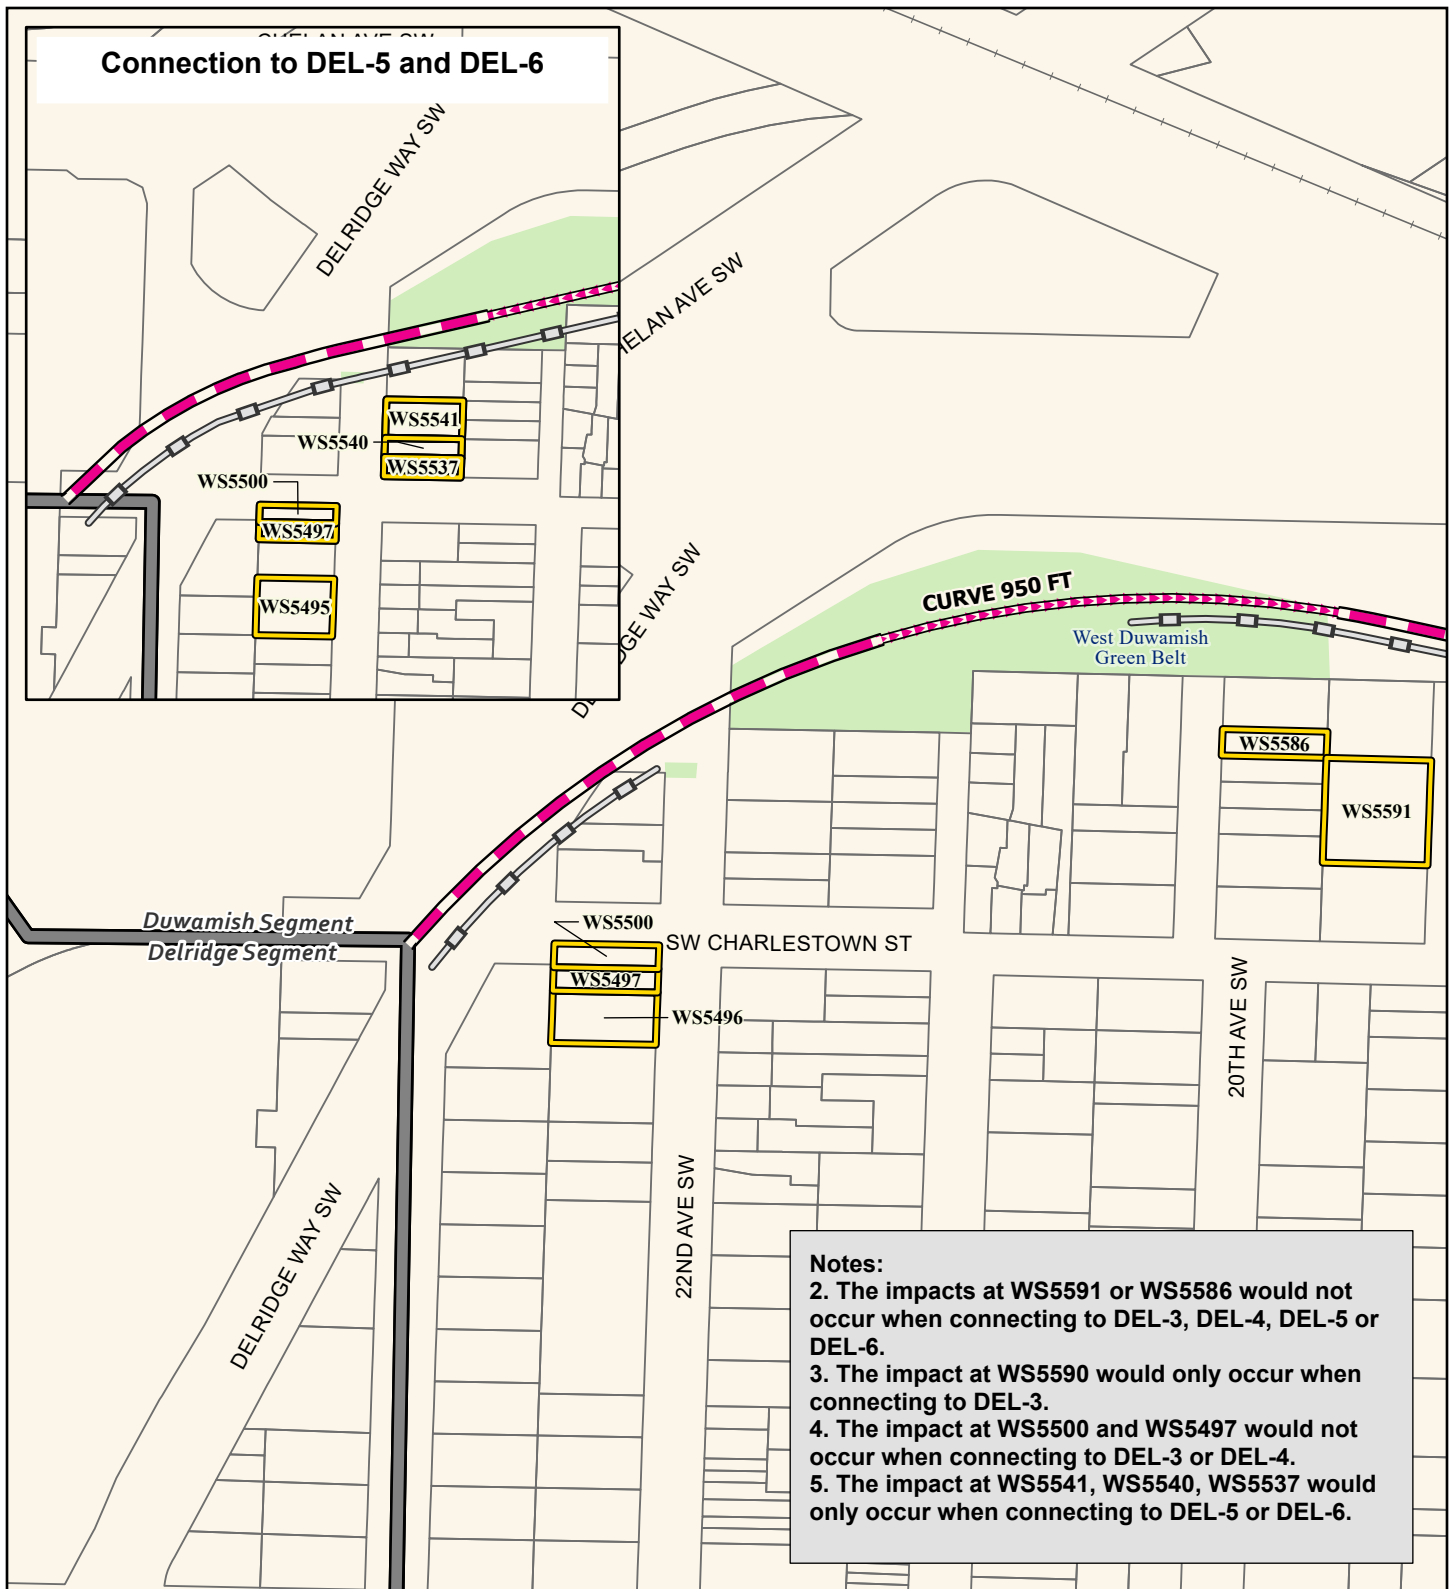 CHELAN AVE SW
Connection to DEL-5 and DEL-6
DELRIDGE WAY SW
WS5541
WS5540
WS5537
WS5500
WS5497
WS5495
HELAN AVE SW
DGE WAY SW
CURVE 950 FT
West Duwamish
Green Belt
WS5586
WS5591
Duwamish Segment
Delridge Segment
WS5500
SW CHARLESTOWN ST
WS5497
WS5496
20TH AVE SW
22ND AVE SW
DELRIDGE WAY SW
Notes:
2. The impacts at WS5591 or WS5586 would not
occur when connecting to DEL-3, DEL-4, DEL-5 or
DEL-6.
3. The impact at WS5590 would only occur when
connecting to DEL-3.
4. The impact at WS5500 and WS5497 would not
occur when connecting to DEL-3 or DEL-4.
5. The impact at WS5541, WS5540, WS5537 would
only occur when connecting to DEL-5 or DEL-6.